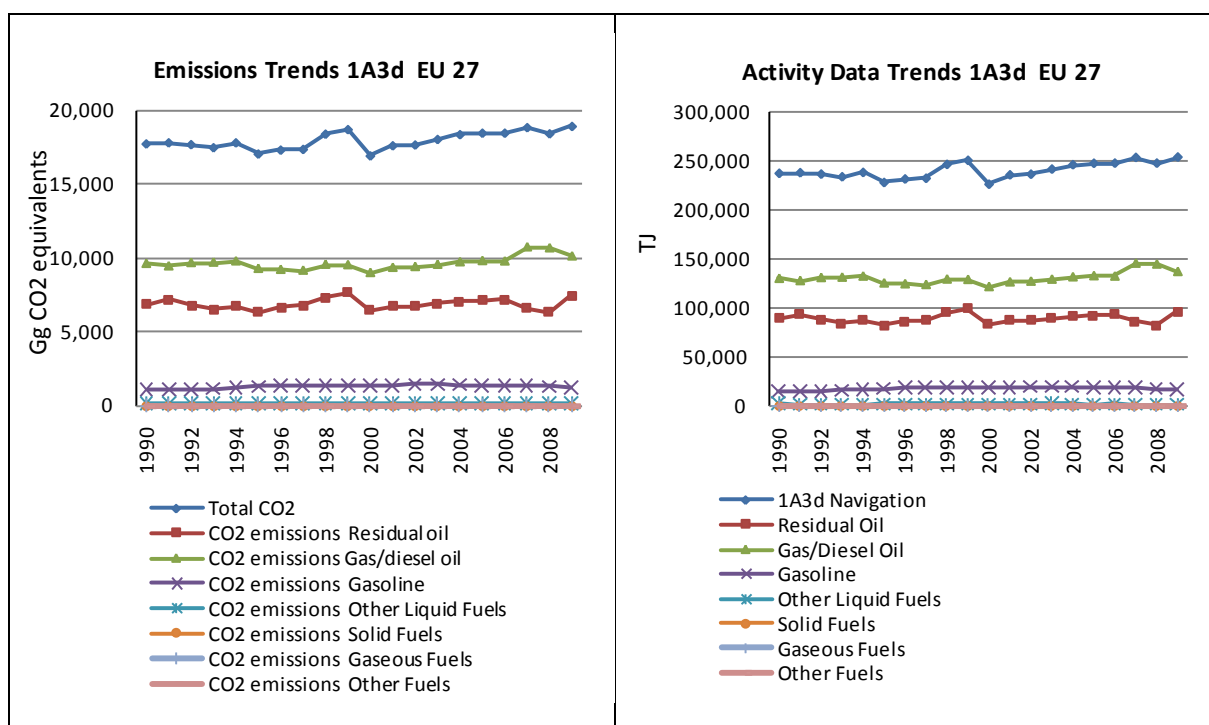 Emissions Trends 1A3d EU 27
20,000
15,000
10,000
5,000
0
Gg CO2 equivalents
1990
1992
1994
1996
1998
2000
2002
2004
2006
2008
Total CO2
CO2 emissions Residual oil
CO2 emissions Gas/diesel oil
CO2 emissions Gasoline
CO2 emissions Other Liquid Fuels
CO2 emissions Solid Fuels
CO2 emissions Gaseous Fuels
CO2 emissions Other Fuels
Activity Data Trends 1A3d EU 27
300,000
250,000
200,000
150,000
100,000
50,000
0
TJ
1990
1992
1994
1996
1998
2000
2002
2004
2006
2008
1A3d Navigation
Residual Oil
Gas/Diesel Oil
Gasoline
Other Liquid Fuels
Solid Fuels
Gaseous Fuels
Other Fuels